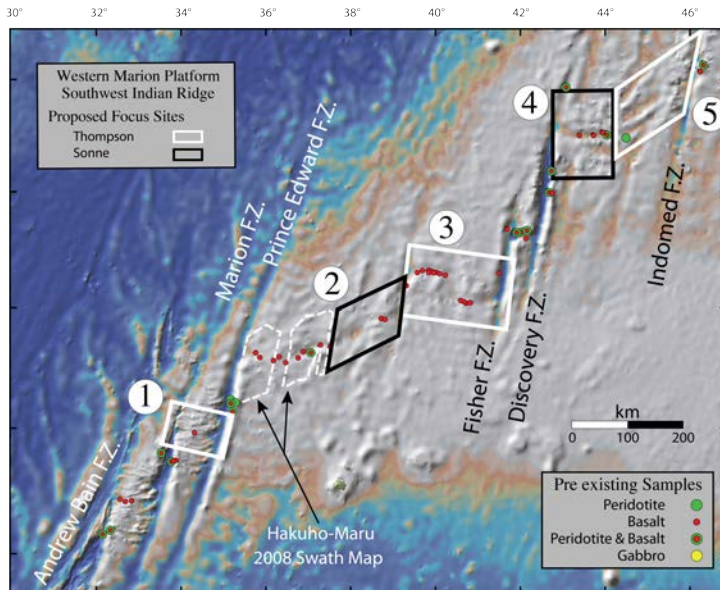 30° 32° 34° 36° 38° 40° 42° 44° 46°
Western Marion Platform
Southwest Indian Ridge
Proposed Focus Sites
Thompson
Sonne
Marion F.Z.
Prince Edward F.Z.
4
5
Indomed F.Z.
3
2
Fisher F.Z.
Discovery F.Z.
1
Andrew Bain F.Z.
km
0 100 200
Hakuho-Maru
2008 Swath Map
Pre existing Samples
Peridotite
Basalt
Peridotite & Basalt
Gabbro